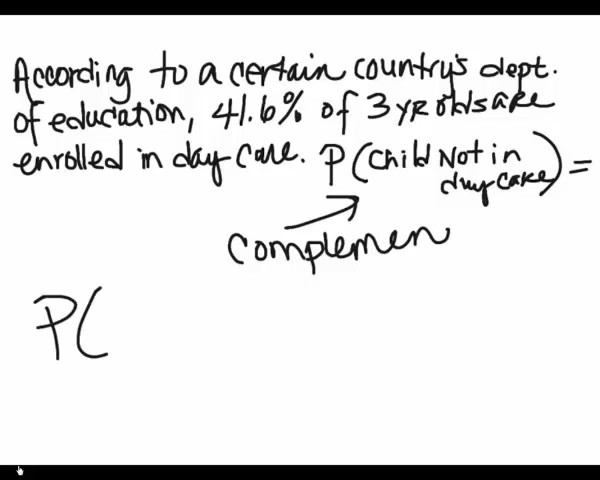 According to a certain country's dept.
of education, 41.6% of 3 yr olds are
enrolled in day care. P(child Not in
day care) =
complemen
P(